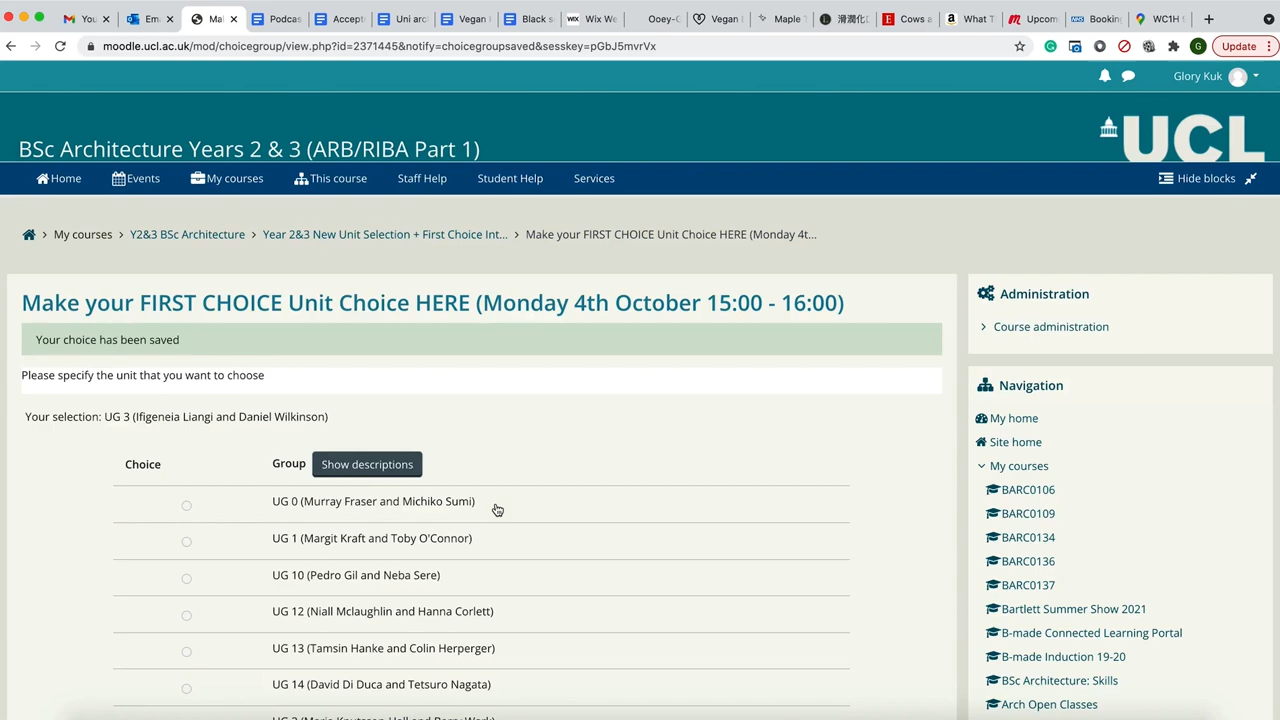 You
Ema
Mal
Podcas
Accept
Uni arc
Vegan
Black s
WIX
Wix We
Ooey-G
Vegan
Maple
Cows a
What T
Upcom
NHS
Booking
WC1H
moodle.ucl.ac.uk/mod/choicegroup/view.php?id=2371445&notify=choicegroupsaved&sesskey=pGbJ5mvrVx
G
Update
Glory Kuk
BSc Architecture Years 2 & 3 (ARB/RIBA Part 1)
UCL
Home
Events
My courses
This course
Staff Help
Student Help
Services
Hide blocks
My courses > Y2&3 BSc Architecture > Year 2&3 New Unit Selection + First Choice Int... > Make your FIRST CHOICE Unit Choice HERE (Monday 4t...
Make your FIRST CHOICE Unit Choice HERE (Monday 4th October 15:00 - 16:00)
Your choice has been saved
Please specify the unit that you want to choose
Your selection: UG 3 (Ifigeneia Liangi and Daniel Wilkinson)
Choice
Group
Show descriptions
UG 0 (Murray Fraser and Michiko Sumi)
UG 1 (Margit Kraft and Toby O'Connor)
UG 10 (Pedro Gil and Neba Sere)
UG 12 (Niall Mclaughlin and Hanna Corlett)
UG 13 (Tamsin Hanke and Colin Herperger)
UG 14 (David Di Duca and Tetsuro Nagata)
Administration
Course administration
Navigation
My home
Site home
My courses
BARC0106
BARC0109
BARC0134
BARC0136
BARC0137
Bartlett Summer Show 2021
B-made Connected Learning Portal
B-made Induction 19-20
BSc Architecture: Skills
Arch Open Classes